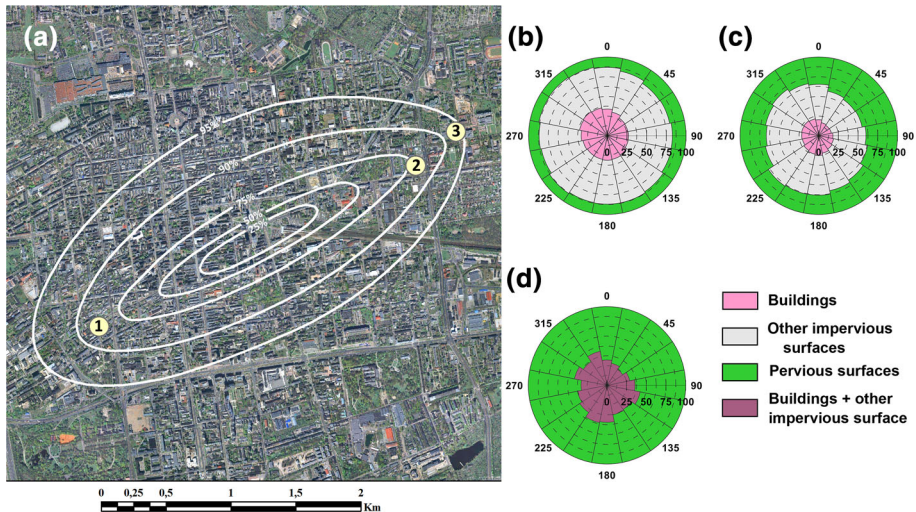 (a)
95%
90%
75%
50%
25%
1
2
3
0 0,25 0,5 1 1,5 2
Km
(b)
0
315 45
270 90
0 25 50 75 100
225 135
180
(c)
0
315 45
270 90
0 25 50 75 100
225 135
180
(d)
0
315 45
270 90
0 25 50 75 100
225 135
180
Buildings
Other impervious
surfaces
Pervious surfaces
Buildings + other
impervious surface